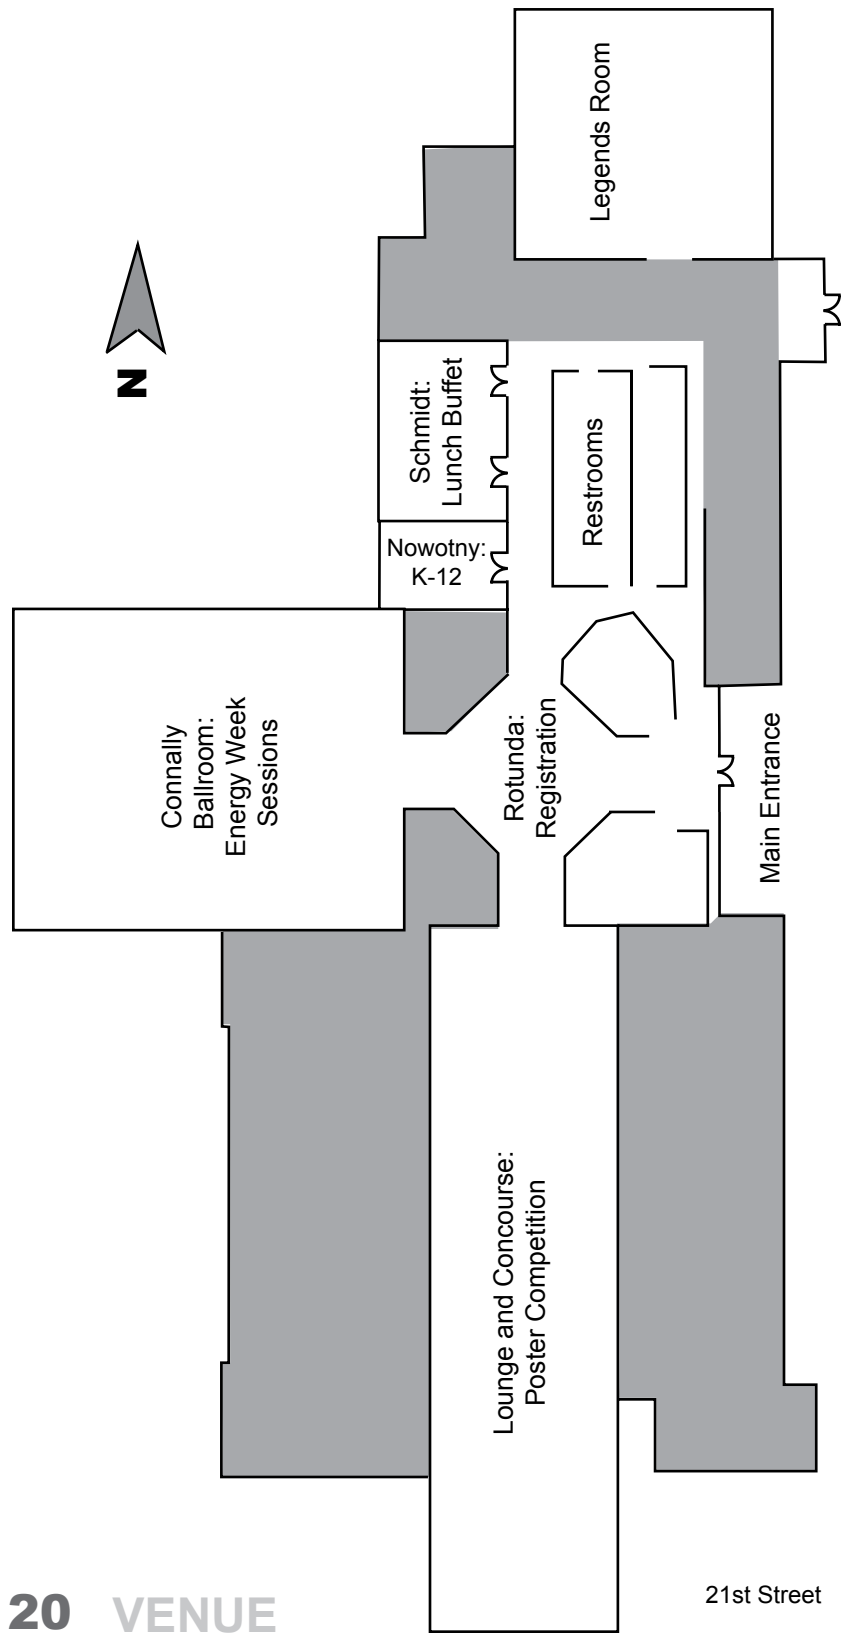 Legends Room
N
Schmidt:
Lunch Buffet
Restrooms
Nowotny:
K-12
Connally
Ballroom:
Energy Week
Sessions
Rotunda:
Registration
Main Entrance
Lounge and Concourse:
Poster Competition
21st Street
20 VENUE